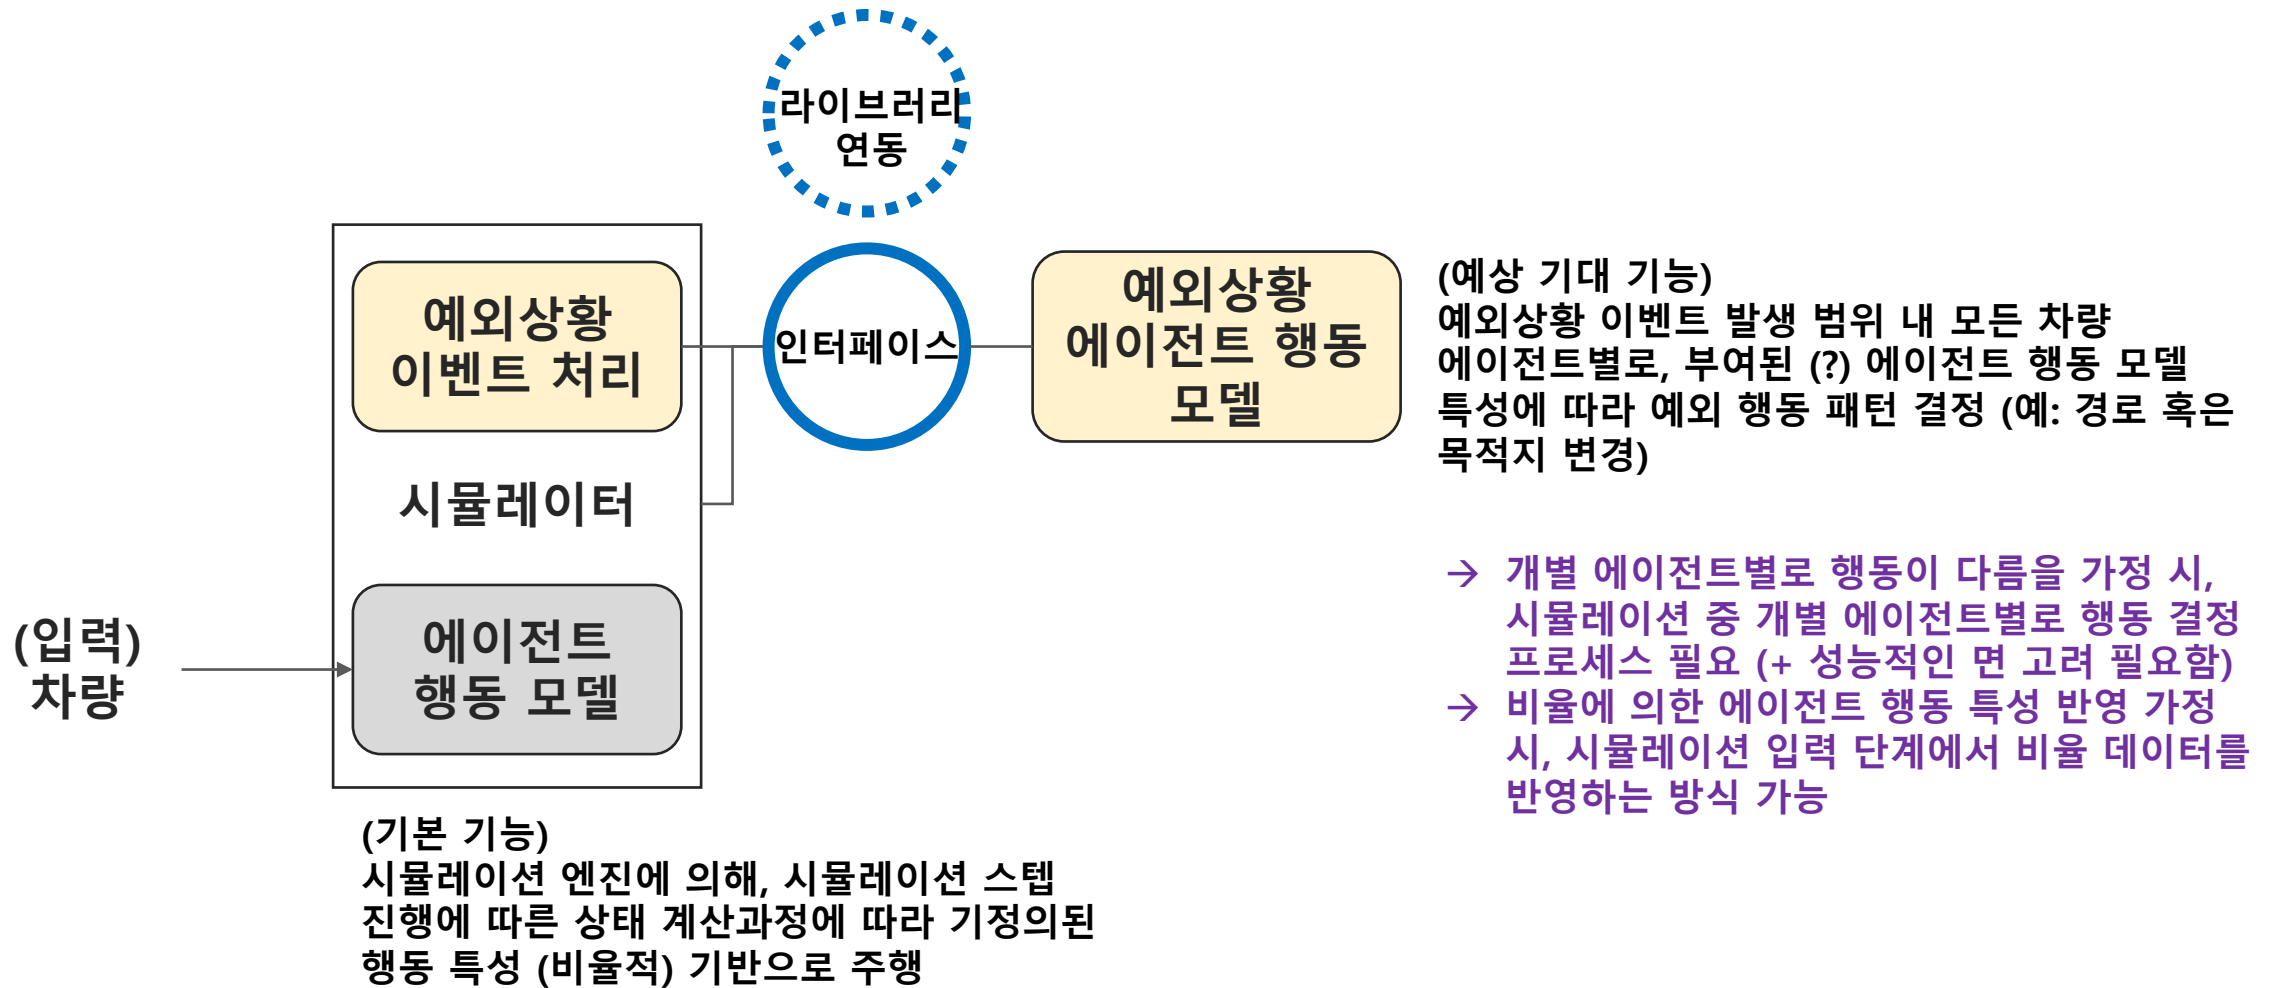 라이브러리
연동
예외상황
이벤트 처리
시뮬레이터
에이전트
행동 모델
(입력)
차량
인터페이스
예외상황
에이전트 행동
모델
(예상 기대 기능)
예외상황 이벤트 발생 범위 내 모든 차량
에이전트별로, 부여된 (?) 에이전트 행동 모델
특성에 따라 예외 행동 패턴 결정 (예: 경로 혹은
목적지 변경)
→ 개별 에이전트별로 행동이 다름을 가정 시,
시뮬레이션 중 개별 에이전트별로 행동 결정
프로세스 필요 (+ 성능적인 면 고려 필요함)
→ 비율에 의한 에이전트 행동 특성 반영 가정
시, 시뮬레이션 입력 단계에서 비율 데이터를
반영하는 방식 가능
(기본 기능)
시뮬레이션 엔진에 의해, 시뮬레이션 스텝
진행에 따른 상태 계산과정에 따라 기정의된
행동 특성 (비율적) 기반으로 주행